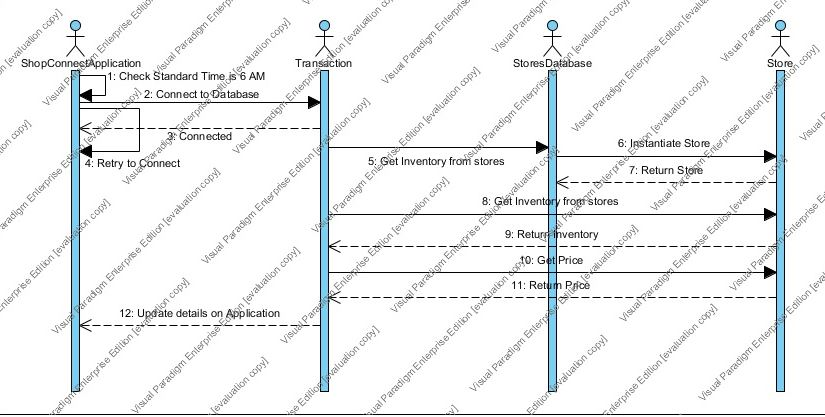 ShopConnectApplication
Transaction
StoresDatabase
Store
1: Check Standard Time is 6 AM
2: Connect to Database
3: Connected
4: Retry to Connect
5: Get Inventory from stores
6: Instantiate Store
7: Return Store
8: Get Inventory from stores
9: Return Inventory
10: Get Price
11: Return Price
12: Update details on Application
Visual Paradigm Enterprise Edition [evaluation copy]